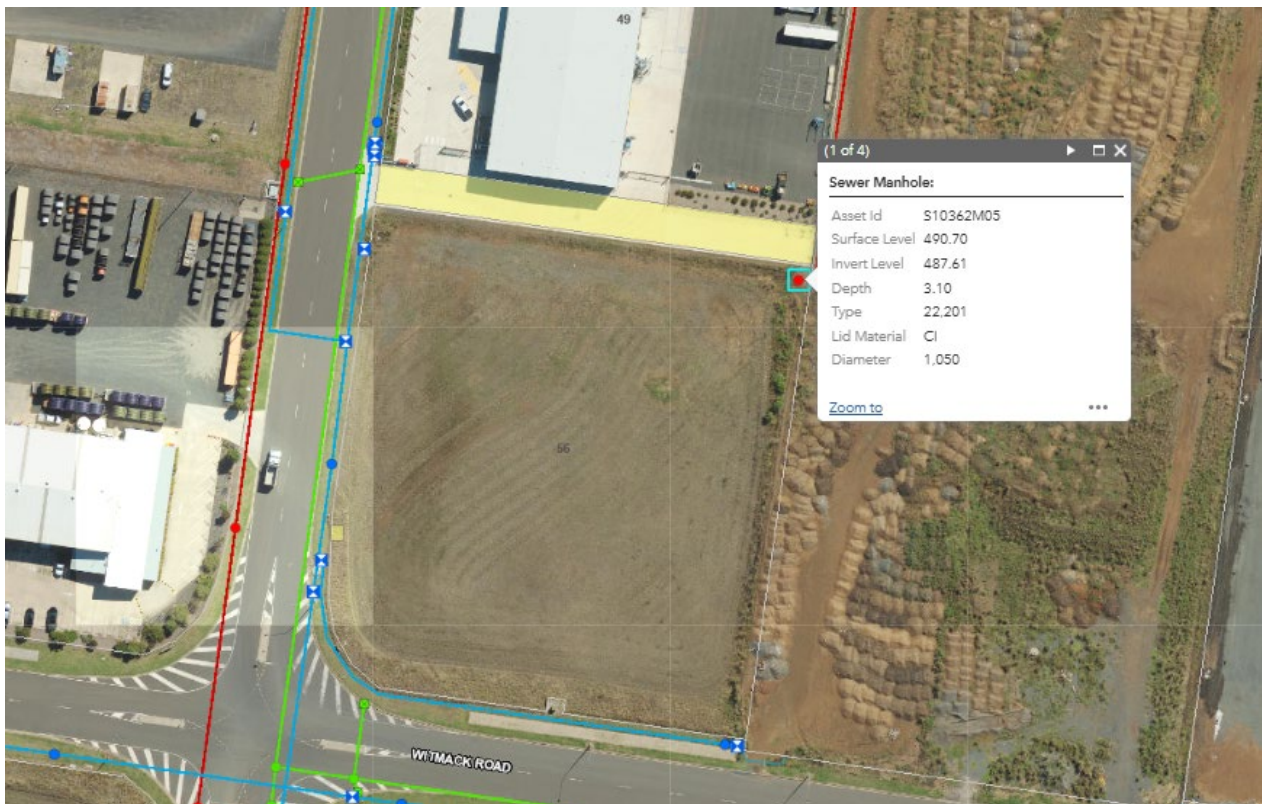 49
(1 of 4)
Sewer Manhole:
Asset Id S10362M05
Surface Level 490.70
Invert Level 487.61
Depth 3.10
Type 22,201
Lid Material CI
Diameter 1,050
Zoom to
56
WITMACK ROAD